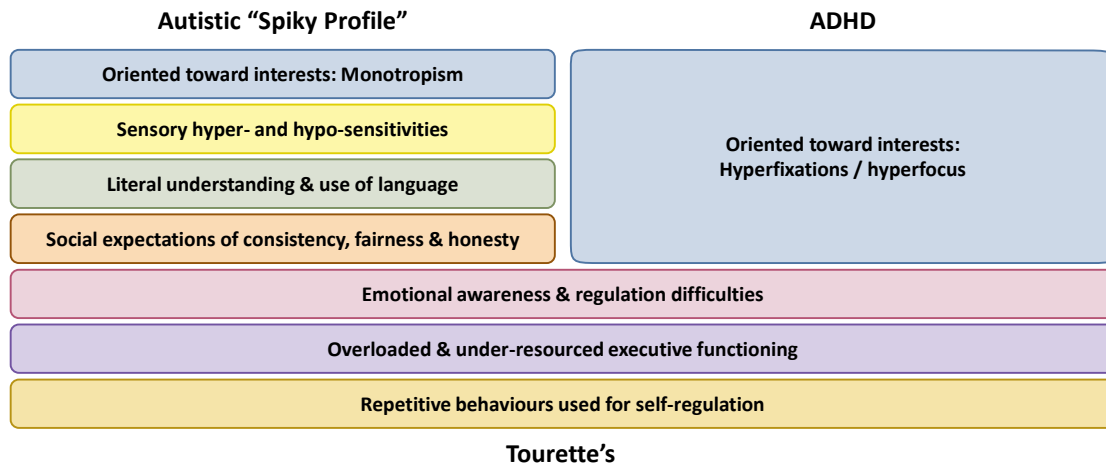 Autistic “Spiky Profile”
ADHD
Oriented toward interests: Monotropism
Sensory hyper- and hypo-sensitivities
Literal understanding & use of language
Social expectations of consistency, fairness & honesty
Oriented toward interests:
Hyperfixations / hyperfocus
Emotional awareness & regulation difficulties
Overloaded & under-resourced executive functioning
Repetitive behaviours used for self-regulation
Tourette’s